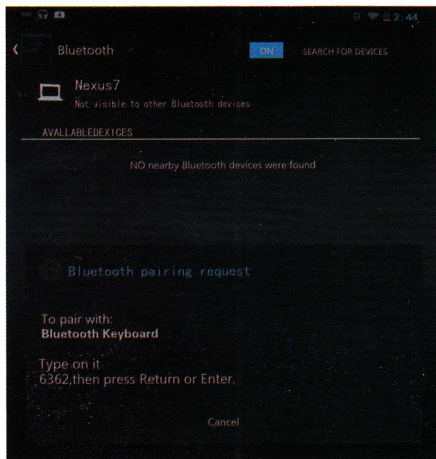 2:44
Bluetooth
ON
SEARCH FOR DEVICES
Nexus7
Not visible to other Bluetooth devices
AVALLABLEDEXICES
NO nearby Bluetooth devices were found
Bluetooth pairing request
To pair with:
Bluetooth Keyboard
Type on it
6362,then press Return or Enter.
Cancel